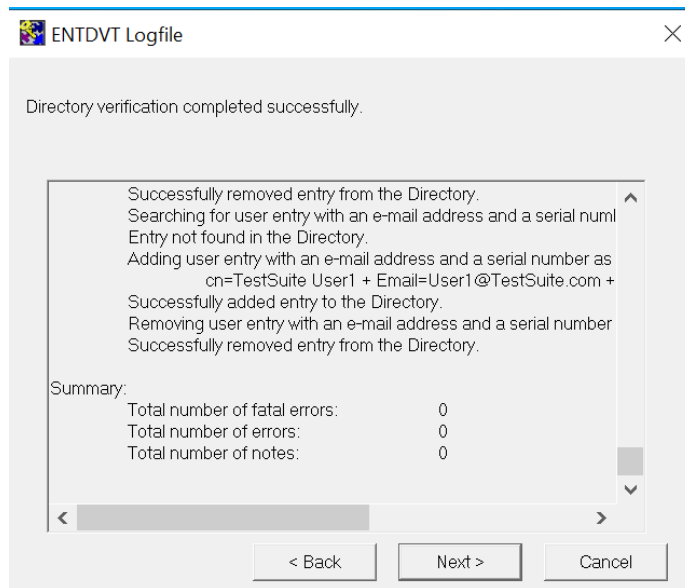 ENTDVT Logfile
Directory verification completed successfully.
Successfully removed entry from the Directory.
Searching for user entry with an e-mail address and a serial
Entry not found in the Directory.
Adding user entry with an e-mail address and a serial number as
cn=TestSuite User1 + Email=User1@TestSuite.com +
Successfully added entry to the Directory.
Removing user entry with an e-mail address and a serial number
Successfully removed entry from the Directory.
Summary:
Total number of fatal errors: 0
Total number of errors: 0
Total number of notes: 0
< Back Next > Cancel